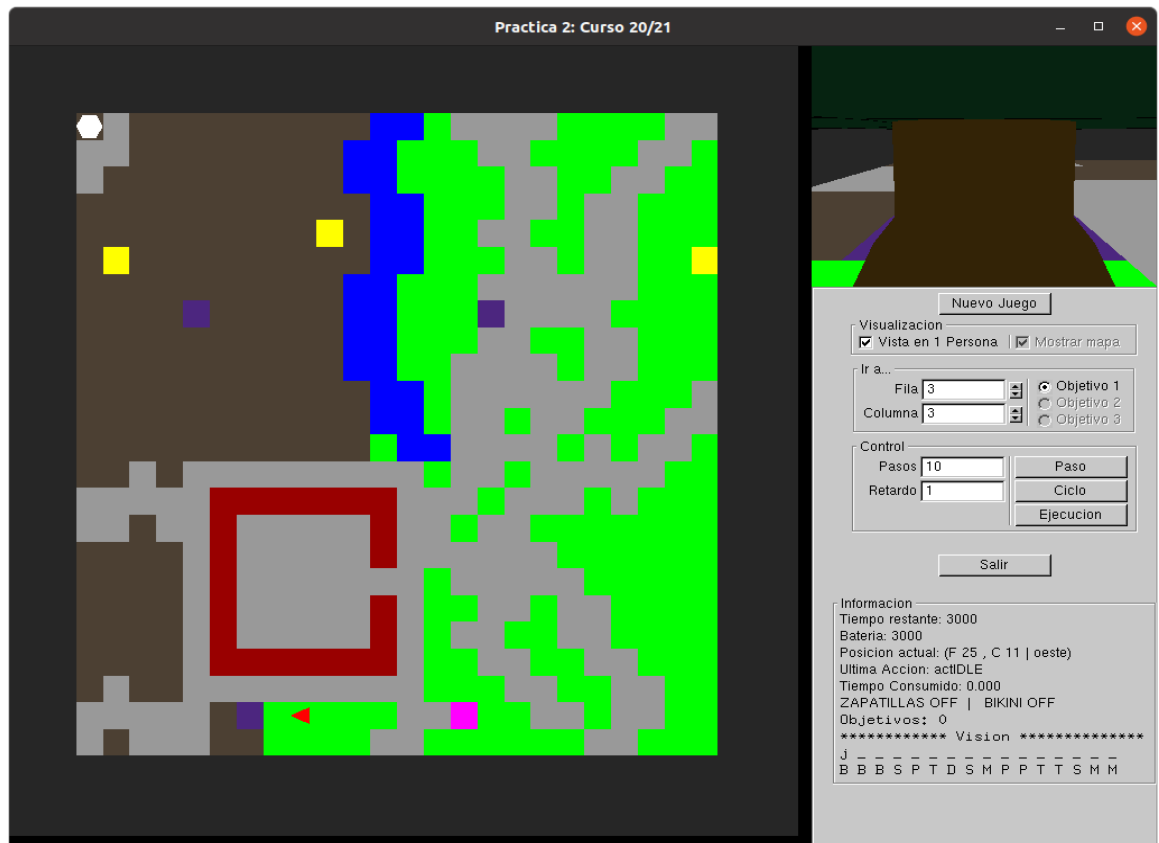 Practica 2: Curso 20/21
Nuevo Juego
Visualizacion
Vista en 1 Persona
Mostrar mapa
Ir a...
Fila 3
Objetivo 1
Objetivo 2
Columna 3
Objetivo 3
Control
Pasos 10
Paso
Retardo 1
Ciclo
Ejecucion
Salir
Informacion
Tiempo restante: 3000
Bateria: 3000
Posicion actual: (F 25 , C 11 | oeste)
Ultima Accion: actIDLE
Tiempo Consumido: 0.000
ZAPATILLAS OFF | BIKINI OFF
Objetivos: 0
************ Vision **************
j _ _ _ _ _ _ _ _ _ _ _ _ _ _ _
B B B S P T D S M P P T T S M M